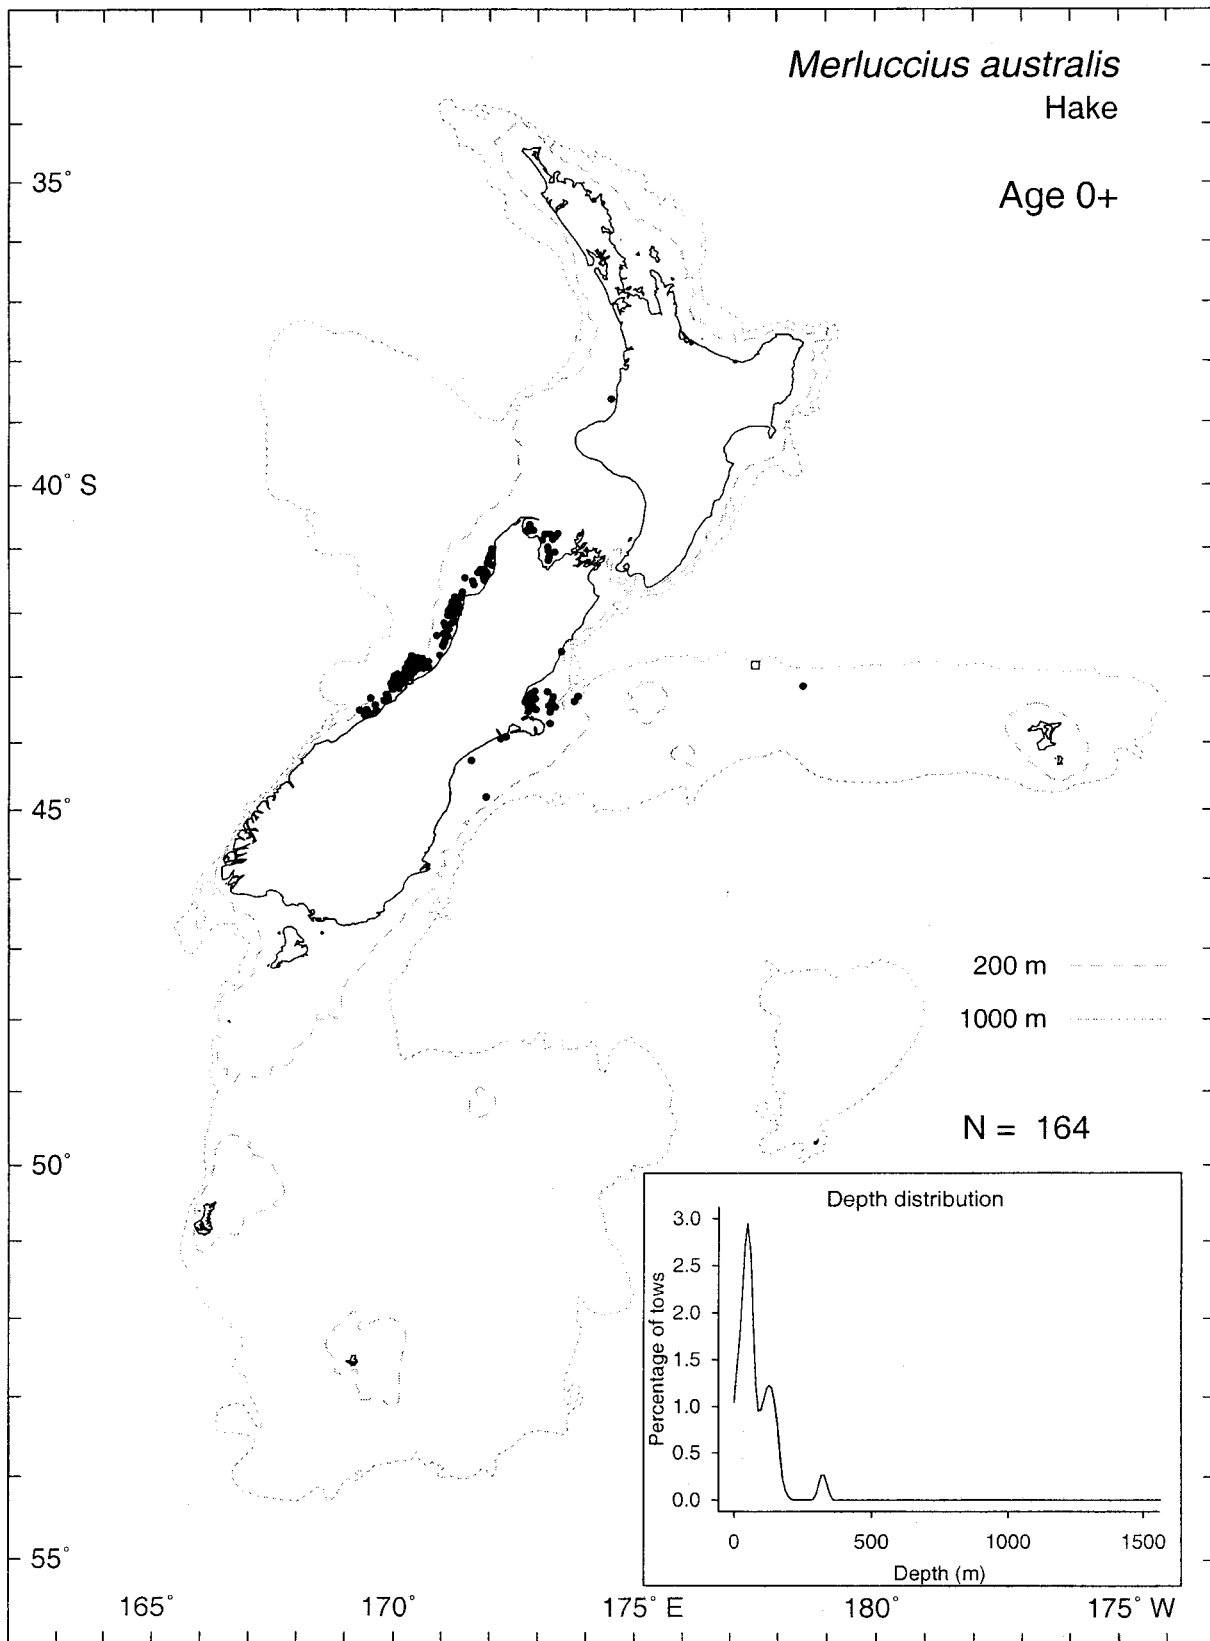 Merluccius australis
Hake
Age 0+
35°
40° S
45°
200 m
1000 m
N = 164
50°
Depth distribution
3.0
2.5
2.0
1.5
1.0
0.5
0.0
Percentage of tows
0 500 1000 1500
Depth (m)
55°
165° 170° 175° E 180° 175° W